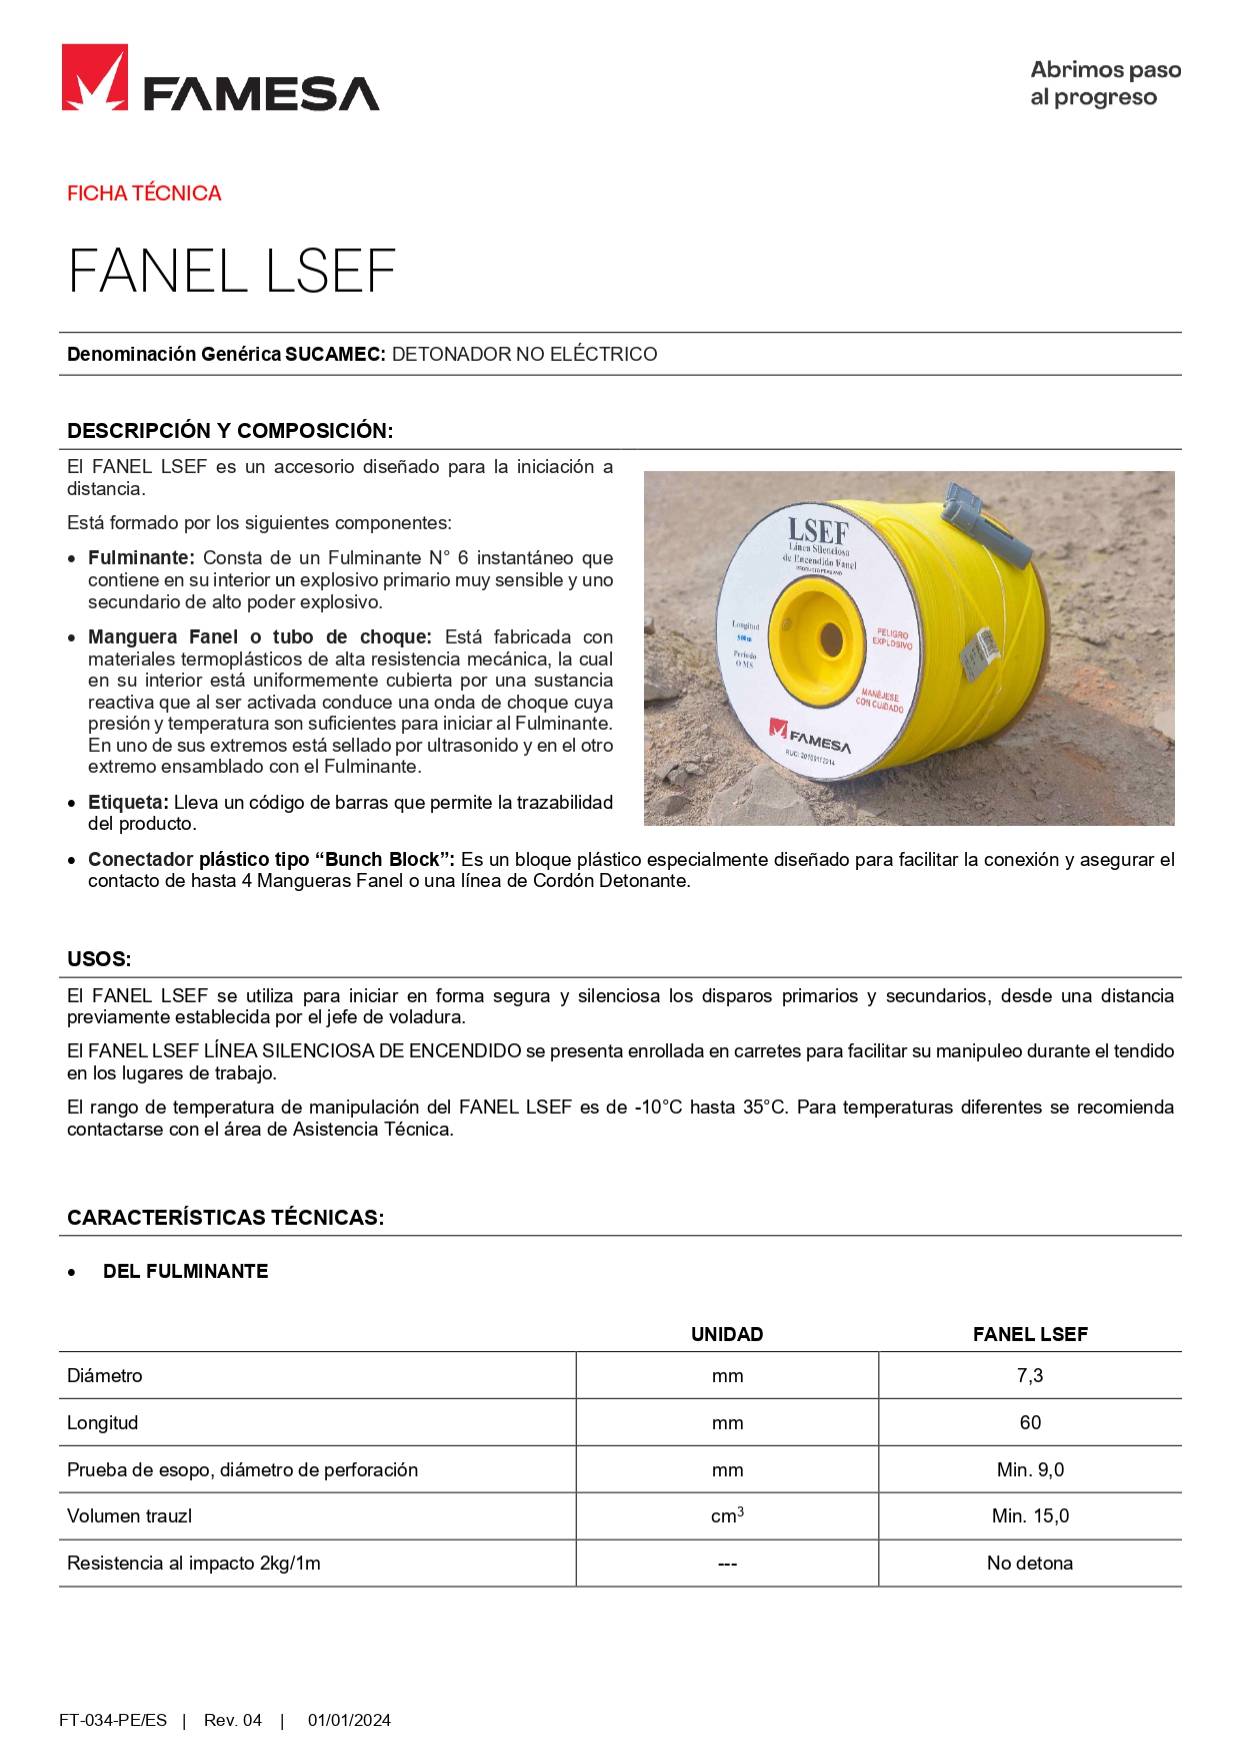 FAMESA
Abrimos paso
al progreso
FICHA TÉCNICA
FANEL LSEF
Denominación Genérica SUCAMEC: DETONADOR NO ELÉCTRICO
DESCRIPCIÓN Y COMPOSICIÓN:
El FANEL LSEF es un accesorio diseñado para la iniciación a
distancia.
Está formado por los siguientes componentes:
• Fulminante: Consta de un Fulminante N° 6 instantáneo que
contiene en su interior un explosivo primario muy sensible y uno
secundario de alto poder explosivo.
• Manguera Fanel o tubo de choque: Está fabricada con
materiales termoplásticos de alta resistencia mecánica, la cual
en su interior está uniformemente cubierta por una sustancia
reactiva que al ser activada conduce una onda de choque cuya
presión y temperatura son suficientes para iniciar al Fulminante.
En uno de sus extremos está sellado por ultrasonido y en el otro
extremo ensamblado con el Fulminante.
• Etiqueta: Lleva un código de barras que permite la trazabilidad
del producto.
LSEF
Línea Silenciosa
de Encendido Fanel
Longitud
500m
Periodo
O MS
PELIGRO
EXPLOSIVO
MANÉJESE
CON CUIDADO
FAMESA
• Conectador plástico tipo “Bunch Block”: Es un bloque plástico especialmente diseñado para facilitar la conexión y asegurar el
contacto de hasta 4 Mangueras Fanel o una línea de Cordón Detonante.
USOS:
El FANEL LSEF se utiliza para iniciar en forma segura y silenciosa los disparos primarios y secundarios, desde una distancia
previamente establecida por el jefe de voladura.
El FANEL LSEF LÍNEA SILENCIOSA DE ENCENDIDO se presenta enrollada en carretes para facilitar su manipuleo durante el tendido
en los lugares de trabajo.
El rango de temperatura de manipulación del FANEL LSEF es de -10°C hasta 35°C. Para temperaturas diferentes se recomienda
contactarse con el área de Asistencia Técnica.
CARACTERÍSTICAS TÉCNICAS:
• DEL FULMINANTE
UNIDAD FANEL LSEF
Diámetro mm 7,3
Longitud mm 60
Prueba de esopo, diámetro de perforación mm Min. 9,0
Volumen trauzl cm³ Min. 15,0
Resistencia al impacto 2kg/1m --- No detona
FT-034-PE/ES | Rev. 04 | 01/01/2024